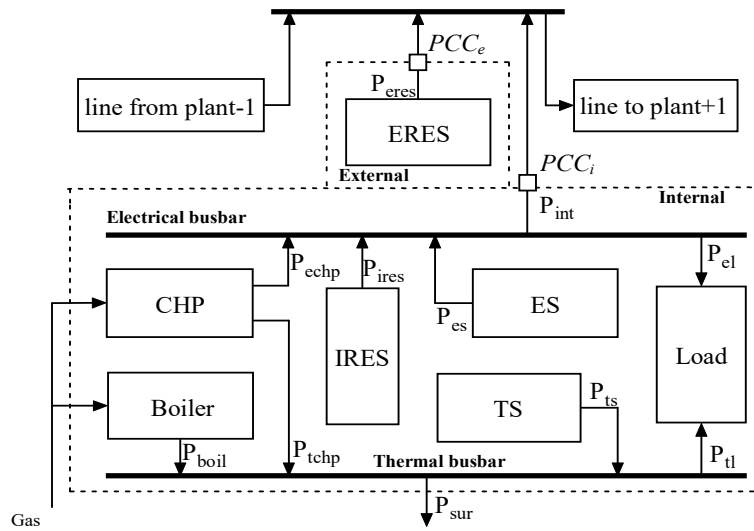 PCCe
Peres
line from plant-1
ERES
line to plant+1
External
PCCi
Internal
Pint
Electrical busbar
Pechp
Pires
Pes
Pel
CHP
ES
IRES
Load
Boiler
TS
Pts
Pboil
Ptchp
Thermal busbar
Ptl
Psur
Gas